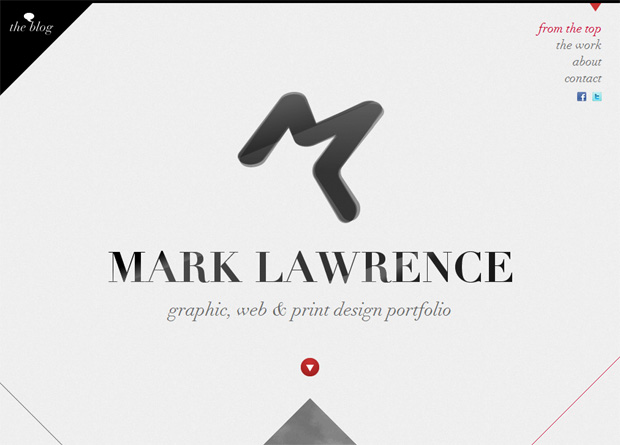 the blog
from the top
the work
about
contact
MARK LAWRENCE
graphic, web & print design portfolio